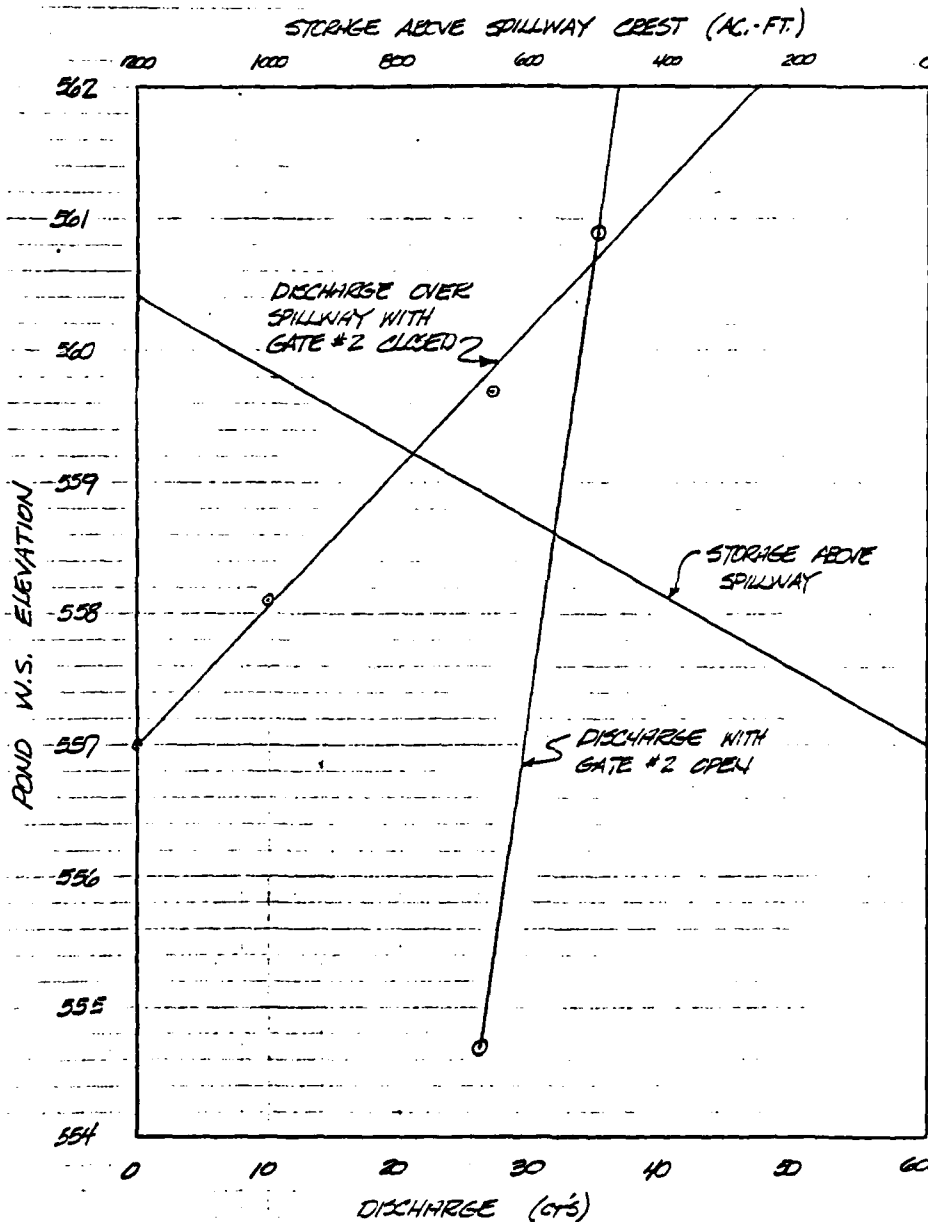 STORAGE ABOVE SPILLWAY CREST (AC.-FT.)
1200 1000 800 600 400 200 0
562
561
560
559
558
557
556
555
554
POND W.S. ELEVATION
DISCHARGE OVER
SPILLWAY WITH
GATE #2 CLOSED
STORAGE ABOVE
SPILLWAY
DISCHARGE WITH
GATE #2 OPEN
0 10 20 30 40 50 60
DISCHARGE (CFS)